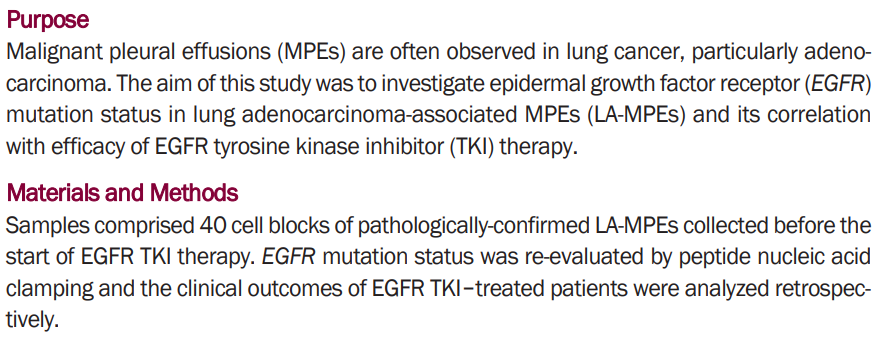 Purpose
Malignant pleural effusions (MPEs) are often observed in lung cancer, particularly adeno-
carcinoma. The aim of this study was to investigate epidermal growth factor receptor (EGFR)
mutation status in lung adenocarcinoma-associated MPEs (LA-MPEs) and its correlation
with efficacy of EGFR tyrosine kinase inhibitor (TKI) therapy.
Materials and Methods
Samples comprised 40 cell blocks of pathologically-confirmed LA-MPEs collected before the
start of EGFR TKI therapy. EGFR mutation status was re-evaluated by peptide nucleic acid
clamping and the clinical outcomes of EGFR TKI–treated patients were analyzed retrospec-
tively.